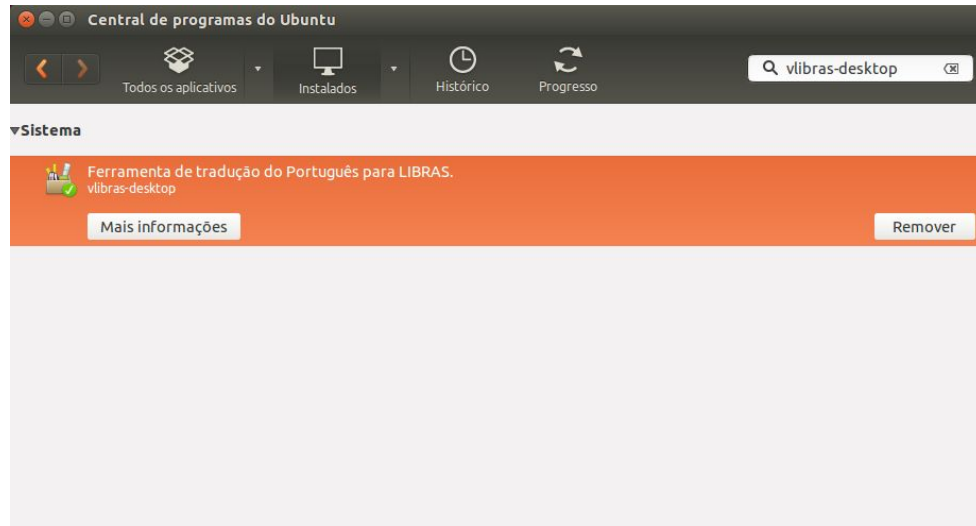 Central de programas do Ubuntu
Todos os aplicativos
Instalados
Histórico
Progresso
vlibras-desktop
Sistema
Ferramenta de tradução do Português para LIBRAS.
vlibras-desktop
Mais informações
Remover